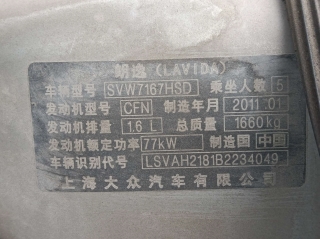 朗逸(LAVIDA)
车辆型号 SVW7167HSD 乘坐人数 5
发动机型号 CFN 制造年月 2011 01
发动机排量 1.6 L 总质量 1660kg
发动机额定功率 77kW 制造国 中国
车辆识别代号 LSVAH2181B2234049
上海大众汽车有限公司